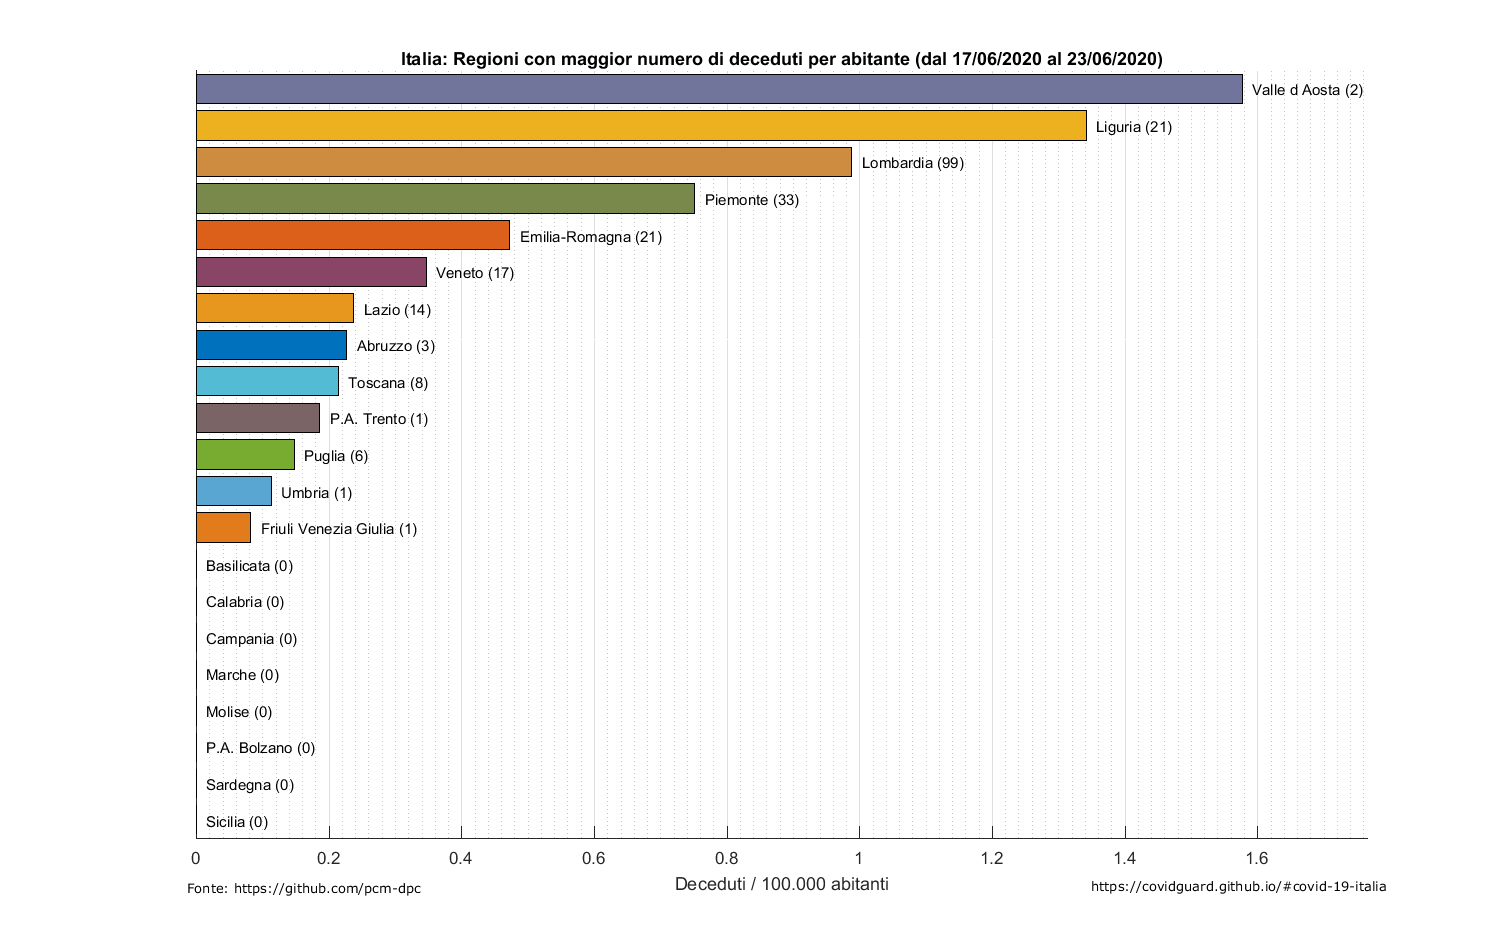 Italia: Regioni con maggior numero di deceduti per abitante (dal 17/06/2020 al 23/06/2020)
Valle d Aosta (2)
Liguria (21)
Lombardia (99)
Piemonte (33)
Emilia-Romagna (21)
Veneto (17)
Lazio (14)
Abruzzo (3)
Toscana (8)
P.A. Trento (1)
Puglia (6)
Umbria (1)
Friuli Venezia Giulia (1)
Basilicata (0)
Calabria (0)
Campania (0)
Marche (0)
Molise (0)
P.A. Bolzano (0)
Sardegna (0)
Sicilia (0)
0 0.2 0.4 0.6 0.8 1 1.2 1.4 1.6
Deceduti / 100.000 abitanti
Fonte: https://github.com/pcm-dpc
https://covidguard.github.io/#covid-19-italia